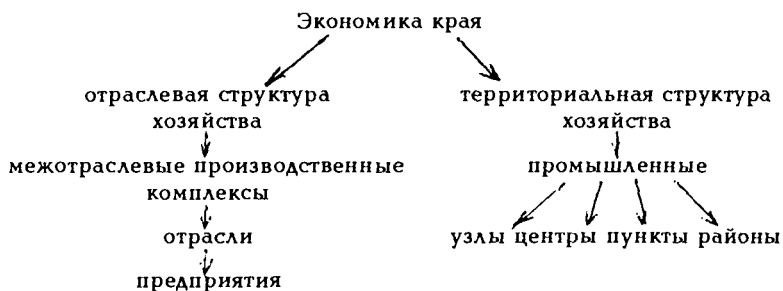 Экономика края
отраслевая структура
хозяйства
территориальная структура
хозяйства
межотраслевые производственные
комплексы
промышленные
отрасли
узлы центры пункты районы
предприятия